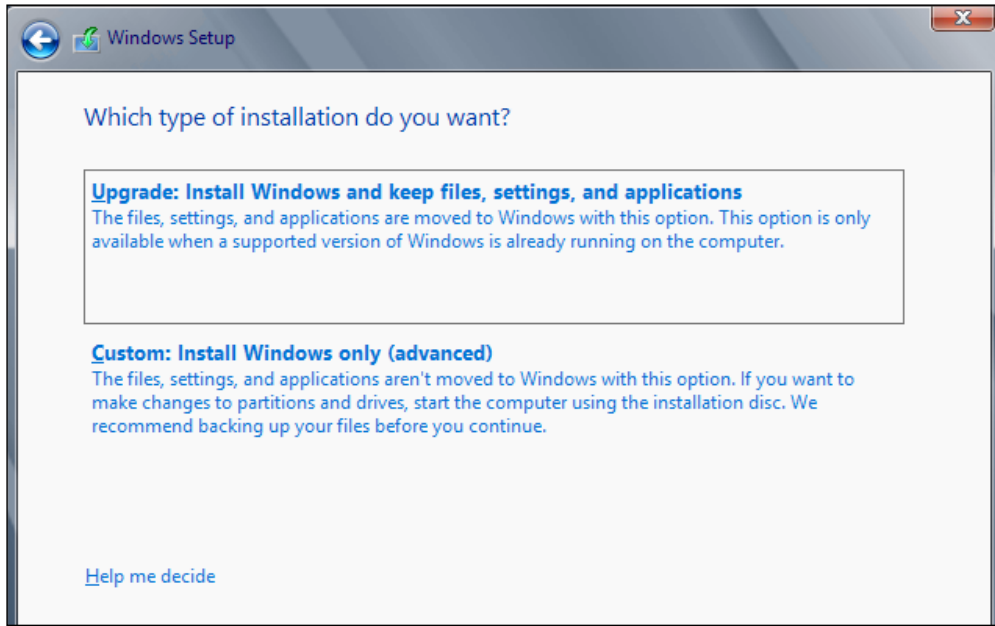 Windows Setup
Which type of installation do you want?
Upgrade: Install Windows and keep files, settings, and applications
The files, settings, and applications are moved to Windows with this option. This option is only
available when a supported version of Windows is already running on the computer.
Custom: Install Windows only (advanced)
The files, settings, and applications aren't moved to Windows with this option. If you want to
make changes to partitions and drives, start the computer using the installation disc. We
recommend backing up your files before you continue.
Help me decide